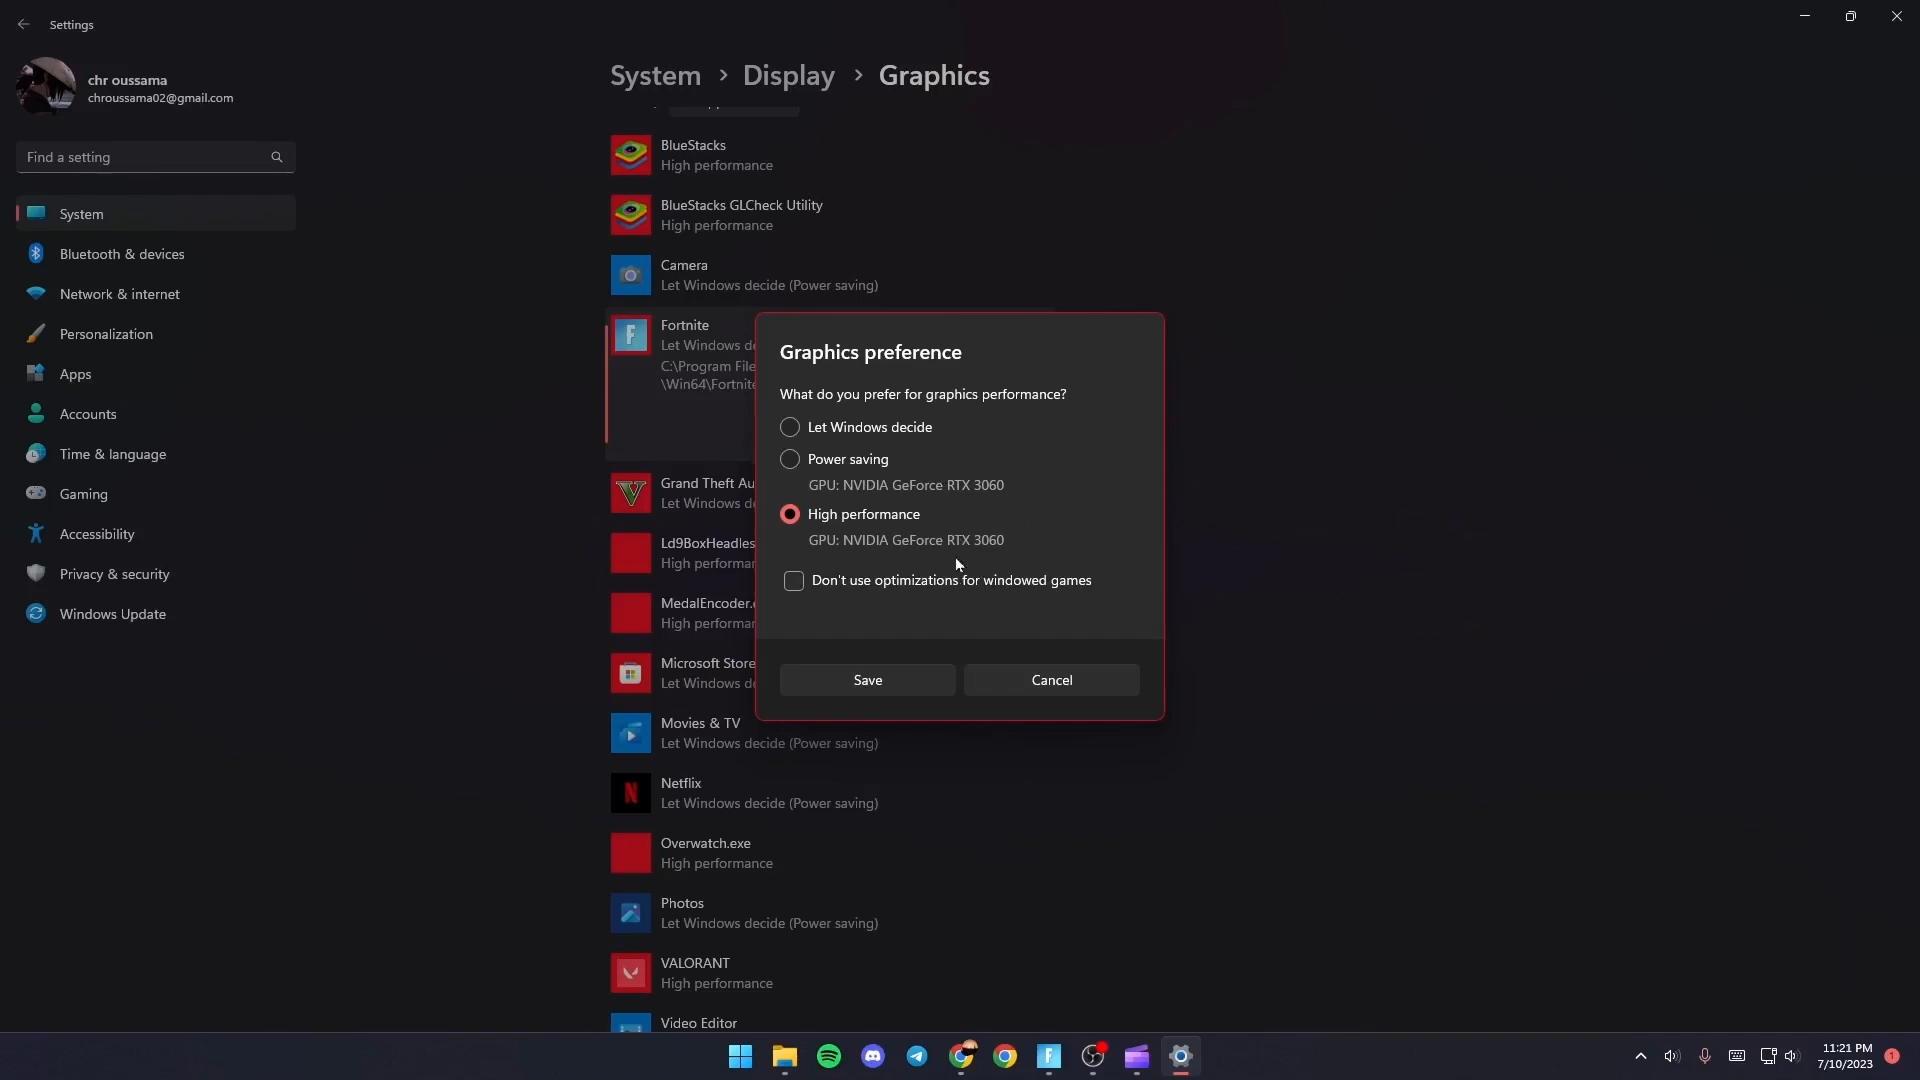 Settings
chr oussama
chroussama02@gmail.com
Find a setting
System
Bluetooth & devices
Network & internet
Personalization
Apps
Accounts
Time & language
Gaming
Accessibility
Privacy & security
Windows Update
System > Display > Graphics
BlueStacks
High performance
BlueStacks GLCheck Utility
High performance
Camera
Let Windows decide (Power saving)
Fortnite
Let Windows de
C:\Program File
\Win64\Fortnite
Grand Theft Au
Let Windows de
Ld9BoxHeadles
High performan
MedalEncoder.
High performan
Microsoft Store
Let Windows de
Movies & TV
Let Windows decide (Power saving)
Netflix
Let Windows decide (Power saving)
Overwatch.exe
High performance
Photos
Let Windows decide (Power saving)
VALORANT
High performance
Video Editor
Graphics preference
What do you prefer for graphics performance?
Let Windows decide
Power saving
GPU: NVIDIA GeForce RTX 3060
High performance
GPU: NVIDIA GeForce RTX 3060
Don't use optimizations for windowed games
Save
Cancel
11:21 PM
7/10/2023
1